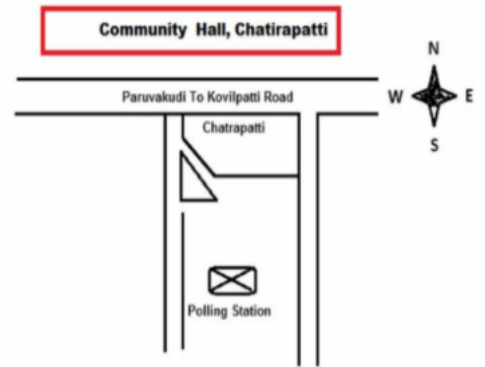 Community Hall, Chatirapatti
N
Paruvakudi To Kovilpatti Road
W E
Chatrapatti
S
Polling Station